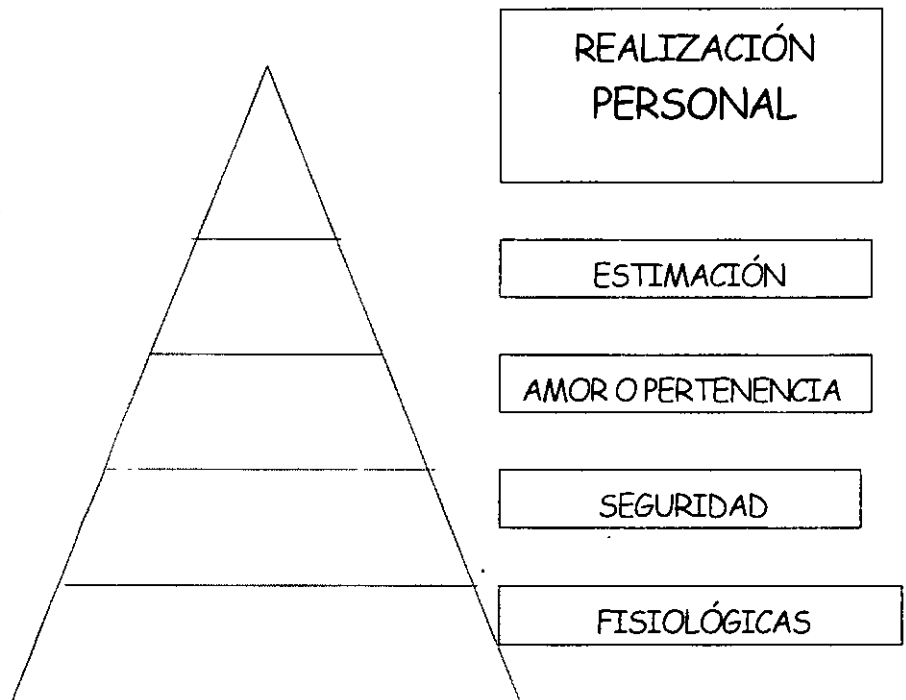 REALIZACIÓN
PERSONAL
ESTIMACIÓN
AMOR O PERTENENCIA
SEGURIDAD
FISIOLÓGICAS